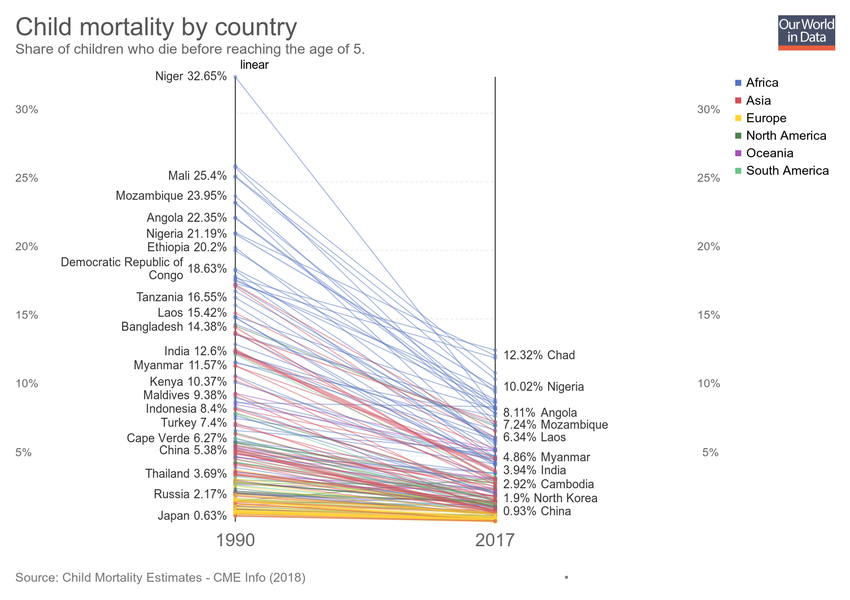 Child mortality by country
Share of children who die before reaching the age of 5.
Our World
in Data
linear
Niger 32.65%
30%
25%
20%
15%
10%
5%
Mali 25.4%
Mozambique 23.95%
Angola 22.35%
Nigeria 21.19%
Ethiopia 20.2%
Democratic Republic of
Congo 18.63%
Tanzania 16.55%
Laos 15.42%
Bangladesh 14.38%
India 12.6%
Myanmar 11.57%
Kenya 10.37%
Maldives 9.38%
Indonesia 8.4%
Turkey 7.4%
Cape Verde 6.27%
China 5.38%
Thailand 3.69%
Russia 2.17%
Japan 0.63%
12.32% Chad
10.02% Nigeria
8.11% Angola
7.24% Mozambique
6.34% Laos
4.86% Myanmar
3.94% India
2.92% Cambodia
1.9% North Korea
0.93% China
30%
25%
20%
15%
10%
5%
Africa
Asia
Europe
North America
Oceania
South America
1990
2017
Source: Child Mortality Estimates - CME Info (2018)
•